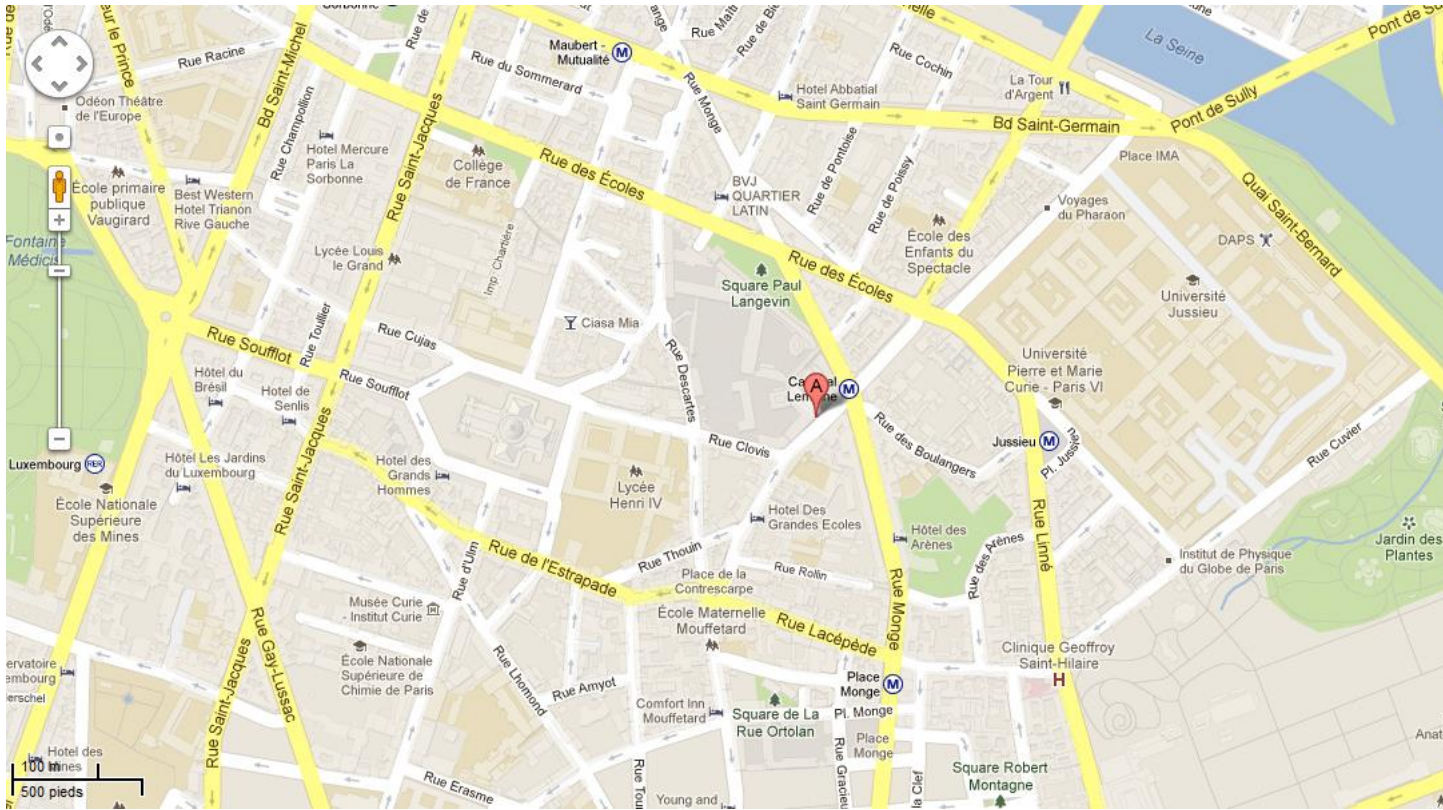 Sorbonne
Rue Racine
Odéon Théâtre
de l'Europe
Bd Saint-Michel
Rue Champollion
Hotel Mercure
Paris La
Sorbonne
Rue Saint-Jacques
Maubert -
Mutualité
M
Rue du Sommerard
Collège
de France
Rue des Écoles
Rue Monge
Hotel Abbatial
Saint Germain
Rue Cochin
La Tour
d'Argent
La Seine
Bd Saint-Germain
Pont de Sully
Place IMA
Quai Saint-Bernard
École primaire
publique
Vaugirard
Best Western
Hotel Trianon
Rive Gauche
Fontaine
Médicis
Lycée Louis
le Grand
Imp. Chartière
BVJ
QUARTIER
LATIN
Rue de Pontoise
Rue de Poissy
École des
Enfants du
Spectacle
Voyages
du Pharaon
DAPS
Université
Jussieu
Square Paul
Langevin
Rue des Écoles
Ciasa Mia
Rue Toullier
Rue Cujas
Rue Soufflot
Rue Soufflot
Rue Descartes
Hôtel du
Brésil
Hotel de
Senlis
A
M
Université
Pierre et Marie
Curie - Paris VI
Rue Clovis
Rue des Boulangers
Jussieu
M
Pl. Jussieu
Rue Cuvier
Luxembourg
RER
Hôtel Les Jardins
du Luxembourg
Rue Saint-Jacques
Hotel des
Grands
Hommes
Lycée
Henri IV
École Nationale
Supérieure
des Mines
Hotel Des
Grandes Ecoles
Hôtel des
Arènes
Rue des Arènes
Rue Linné
Institut de Physique
du Globe de Paris
Jardin des
Plantes
Rue d'Ulm
Rue de l'Estrapade
Rue Thouin
Place de la
Contrescarpe
Rue Rollin
Rue Monge
Musée Curie
- Institut Curie
École Maternelle
Mouffetard
Rue Lacépède
Clinique Geoffroy
Saint-Hilaire
H
Rue Gay-Lussac
École Nationale
Supérieure de
Chimie de Paris
Rue Lhomond
Rue Amyot
Place
Monge
M
Comfort Inn
Mouffetard
Square de La
Rue Ortolan
Pl. Monge
Place
Monge
Rue Saint-Jacques
Hotel des
Mines
100 m
500 pieds
Rue Erasme
Young and
Rue Gracieu
la Clef
Square Robert
Montagne